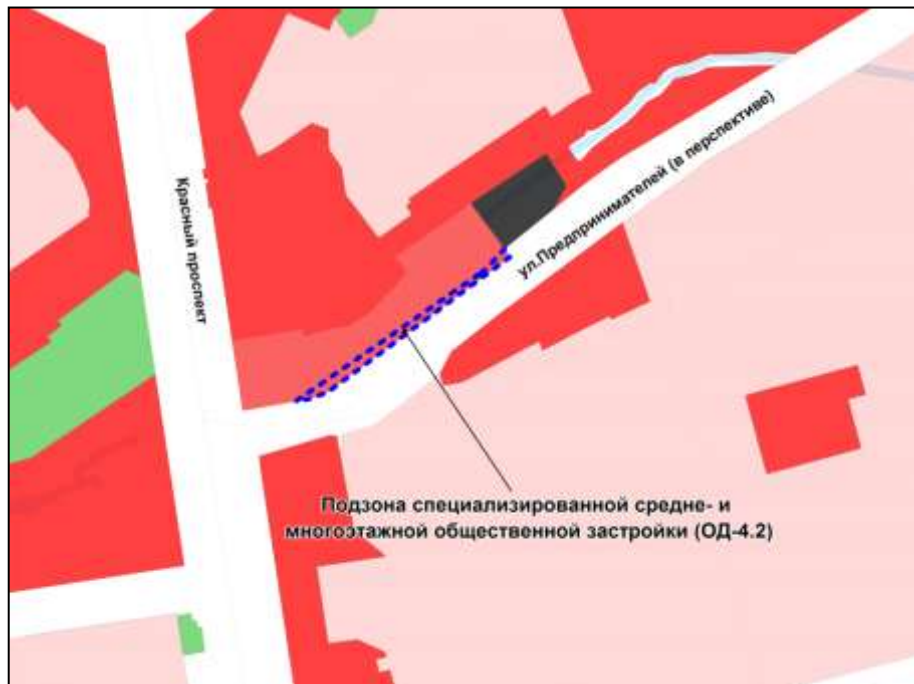 Красный проспект
ул.Предпринимателей (в перспективе)
Подзона специализированной средне- и
многоэтажной общественной застройки (ОД-4.2)